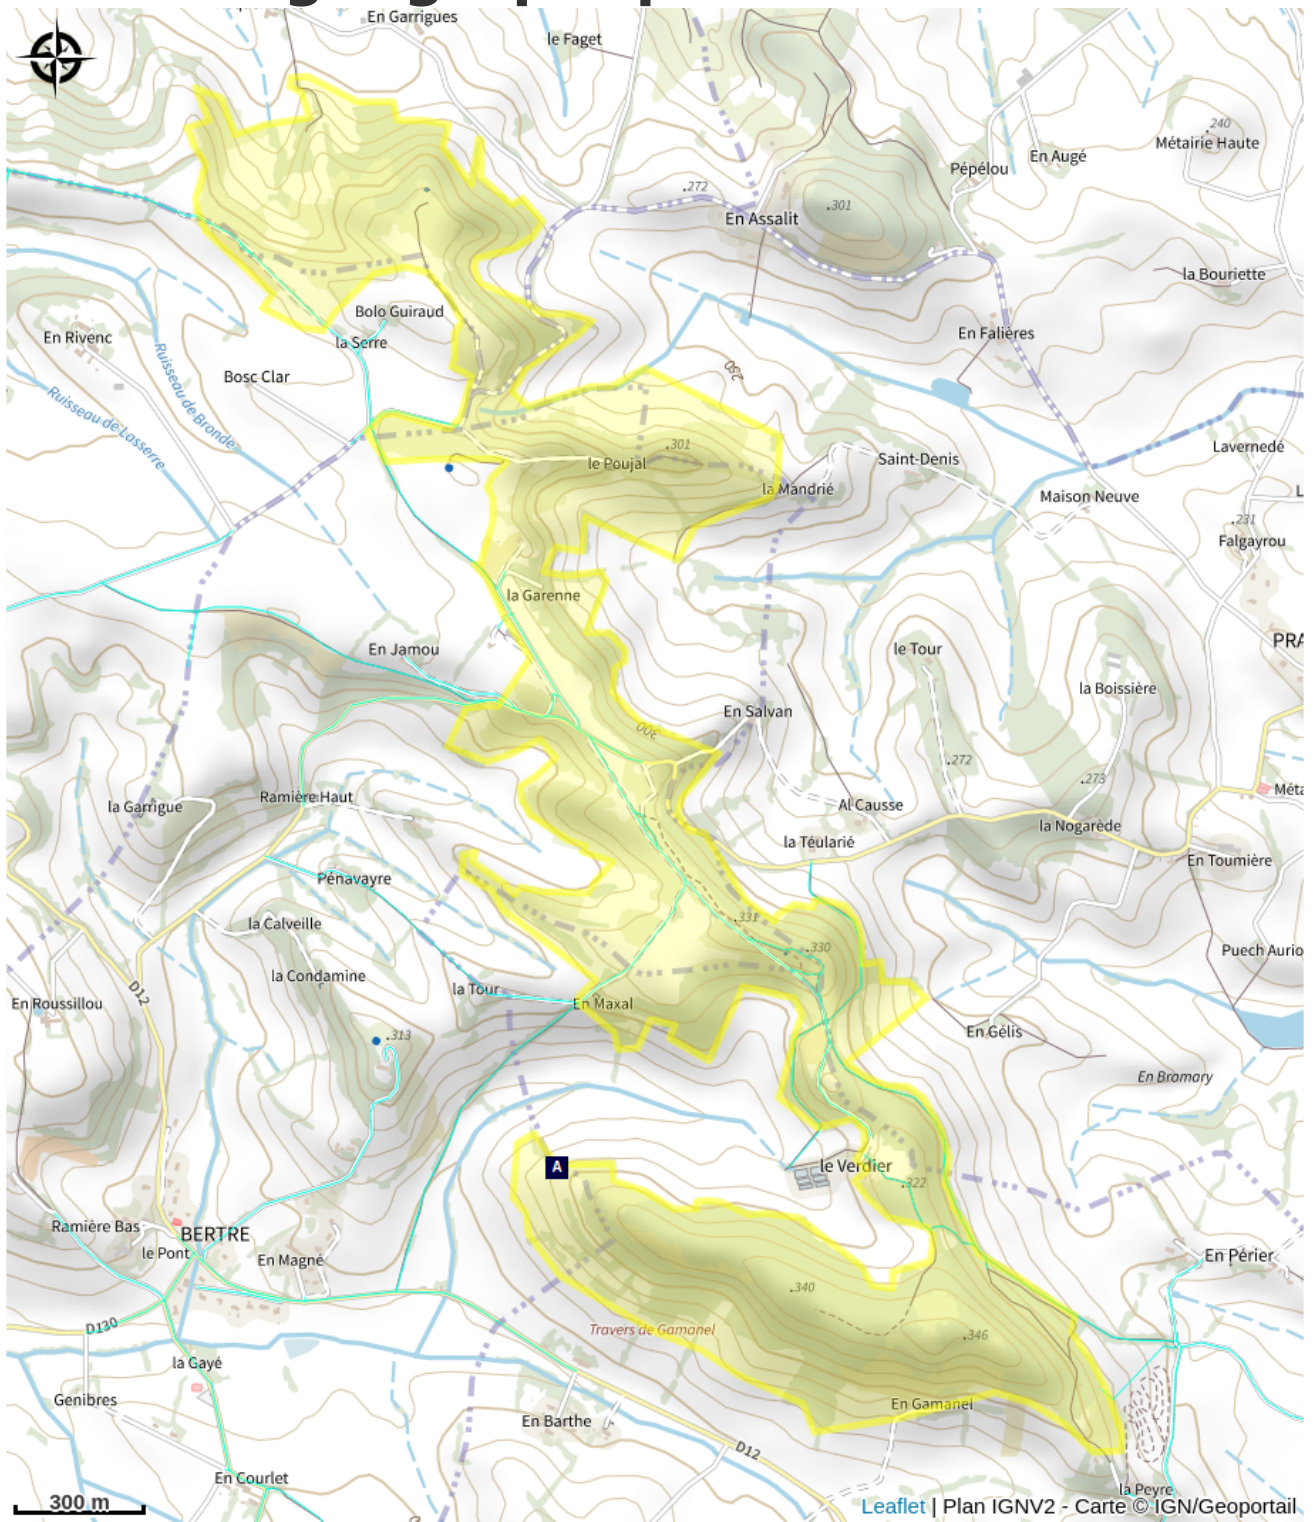 En Garrigues
le Faget
240
Métairie Haute
En Augé
Pépélou
.272
.301
En Assalit
la Bouriette
Bolo Guiraud
En Rivenc
la Serre
En Falières
Ruisseau de Bronde
Bosc Clar
250
Ruisseau de Lasserre
.301
Lavernedé
le Poujal
Saint-Denis
la Mandrié
Maison Neuve
.231
Falgayrou
la Garenne
En Jamou
le Tour
PRA
la Boissière
En Salvan
300
.272
.273
Méta
la Garrigue
Ramière Haut
Al Causse
la Nogarède
la Téularié
En Toumière
Pénavayre
la Calveille
.331
.330
Puech Aurio
la Condamine
la Tour
D12
En Roussillou
En Maxal
.313
En Gélis
En Bromary
A
le Verdier
.322
Ramière Bas
BERTRE
le Pont
En Magné
En Périer
.340
D130
Travers de Gamanel
.346
la Gayé
Genibres
En Gamanel
En Barthe
D12
En Courlet
la Peyre
300 m
Leaflet | Plan IGNV2 - Carte © IGN/Geoportail